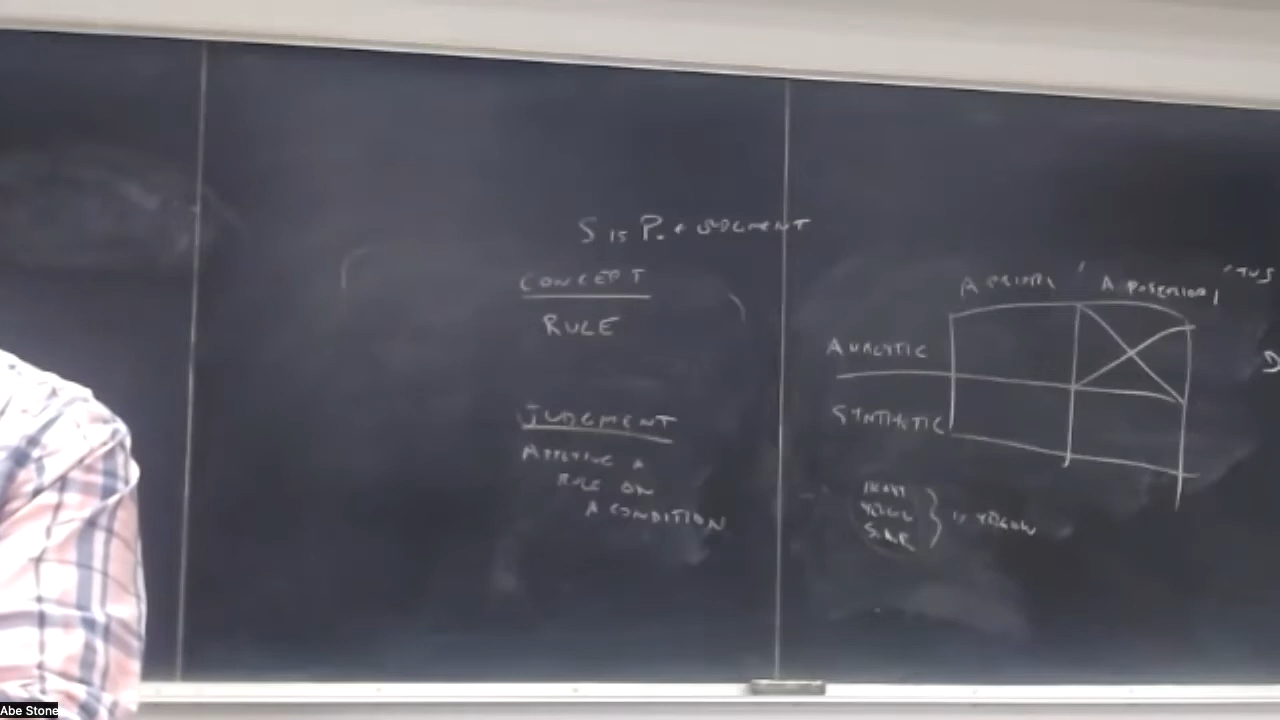 S IS P. JUDGMENT
CONCEPT
RULE
JUDGMENT
APPLYING A
RULE ON
A CONDITION
A PRIORI A POSTERIORI
ANALYTIC
SYNTHETIC
IS YELLOW
Abe Stone